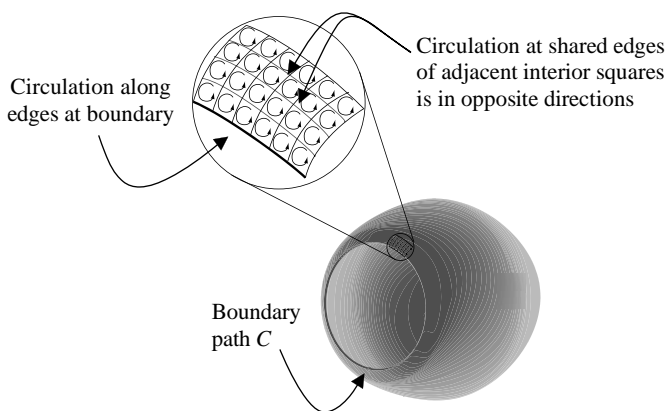 Circulation along
edges at boundary
Circulation at shared edges
of adjacent interior squares
is in opposite directions
Boundary
path C